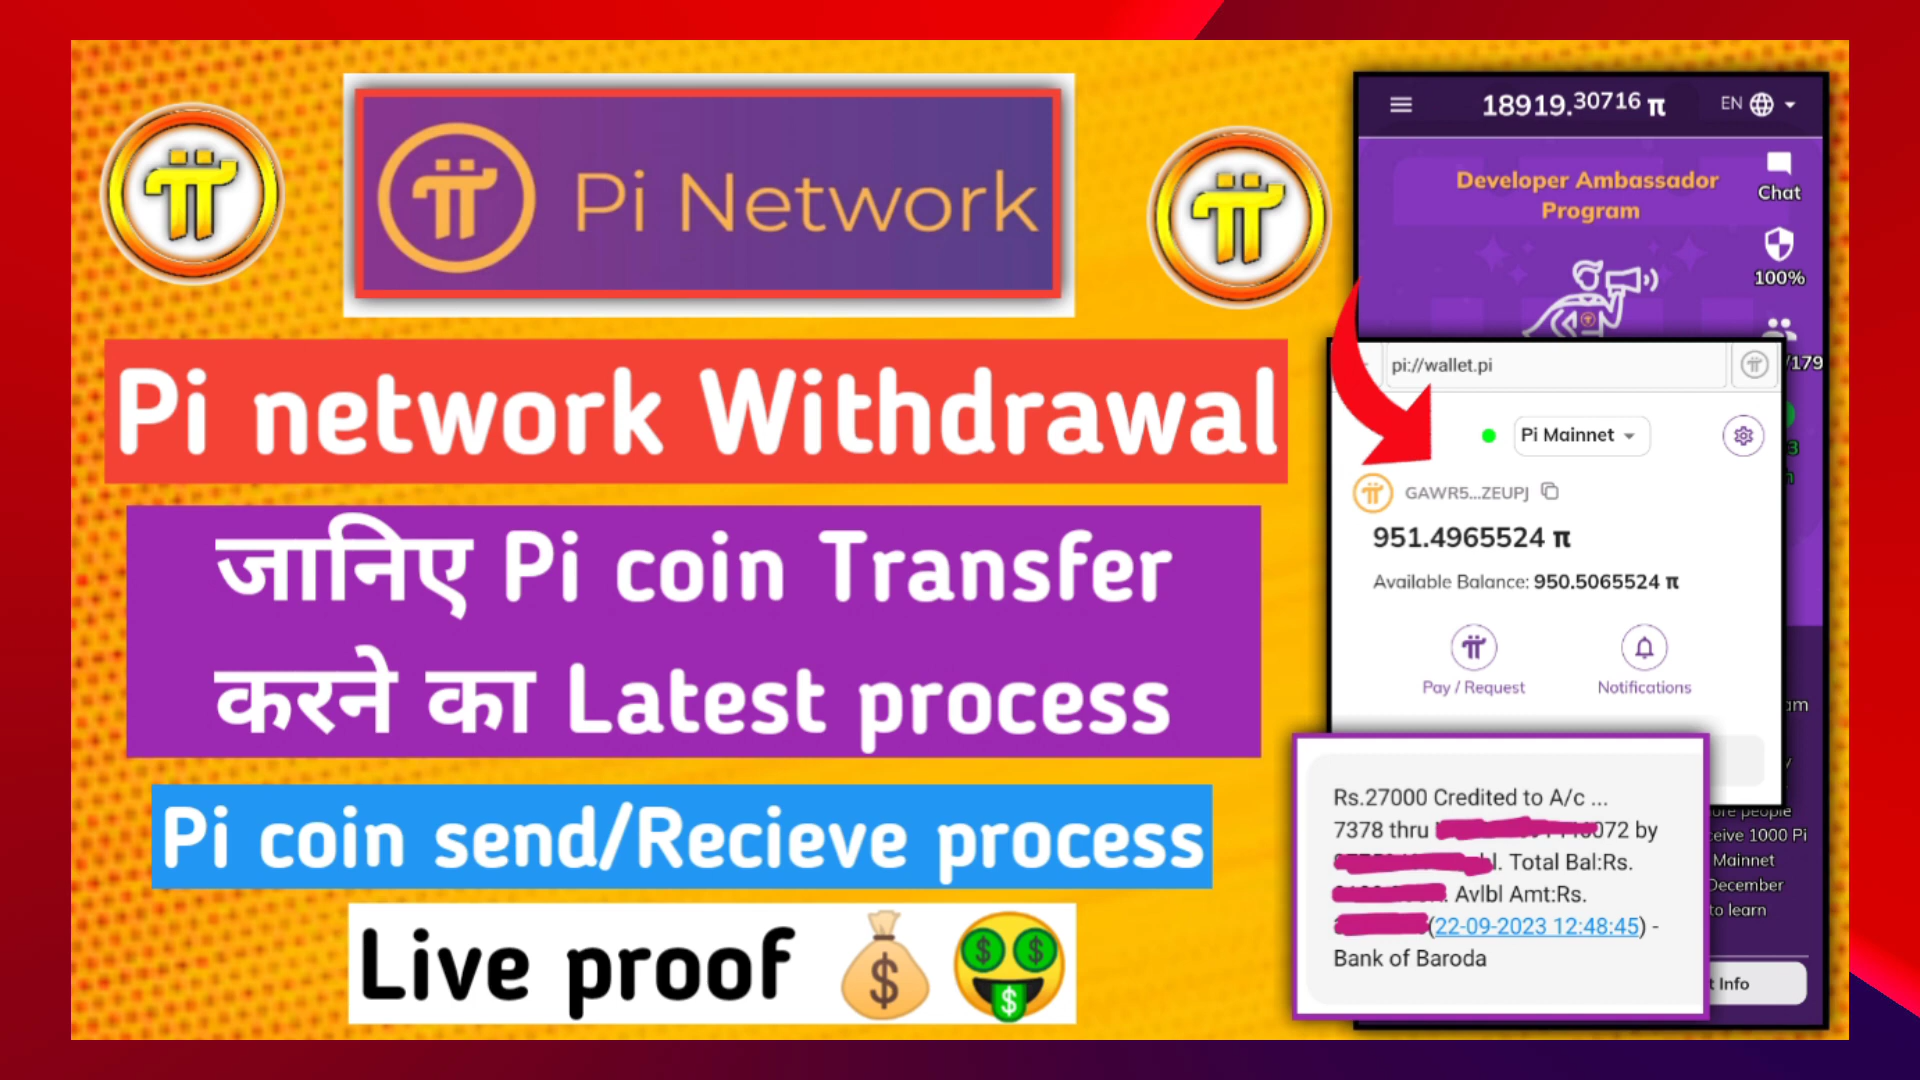 Pi Network
Pi network Withdrawal
जानिए Pi coin Transfer
करने का Latest process
Pi coin send/Recieve process
Live proof
18919.30716 π
EN
Developer Ambassador
Program
Chat
100%
/179
pi://wallet.pi
Pi Mainnet
GAWR5...ZEUPJ
951.4965524 π
Available Balance: 950.5065524 π
Pay / Request
Notifications
Rs.27000 Credited to A/c ...
7378 thru 072 by
. Total Bal:Rs.
. Avlbl Amt:Rs.
(22-09-2023 12:48:45) -
Bank of Baroda
am
people
1000 Pi
Mainnet
December
to learn
t Info